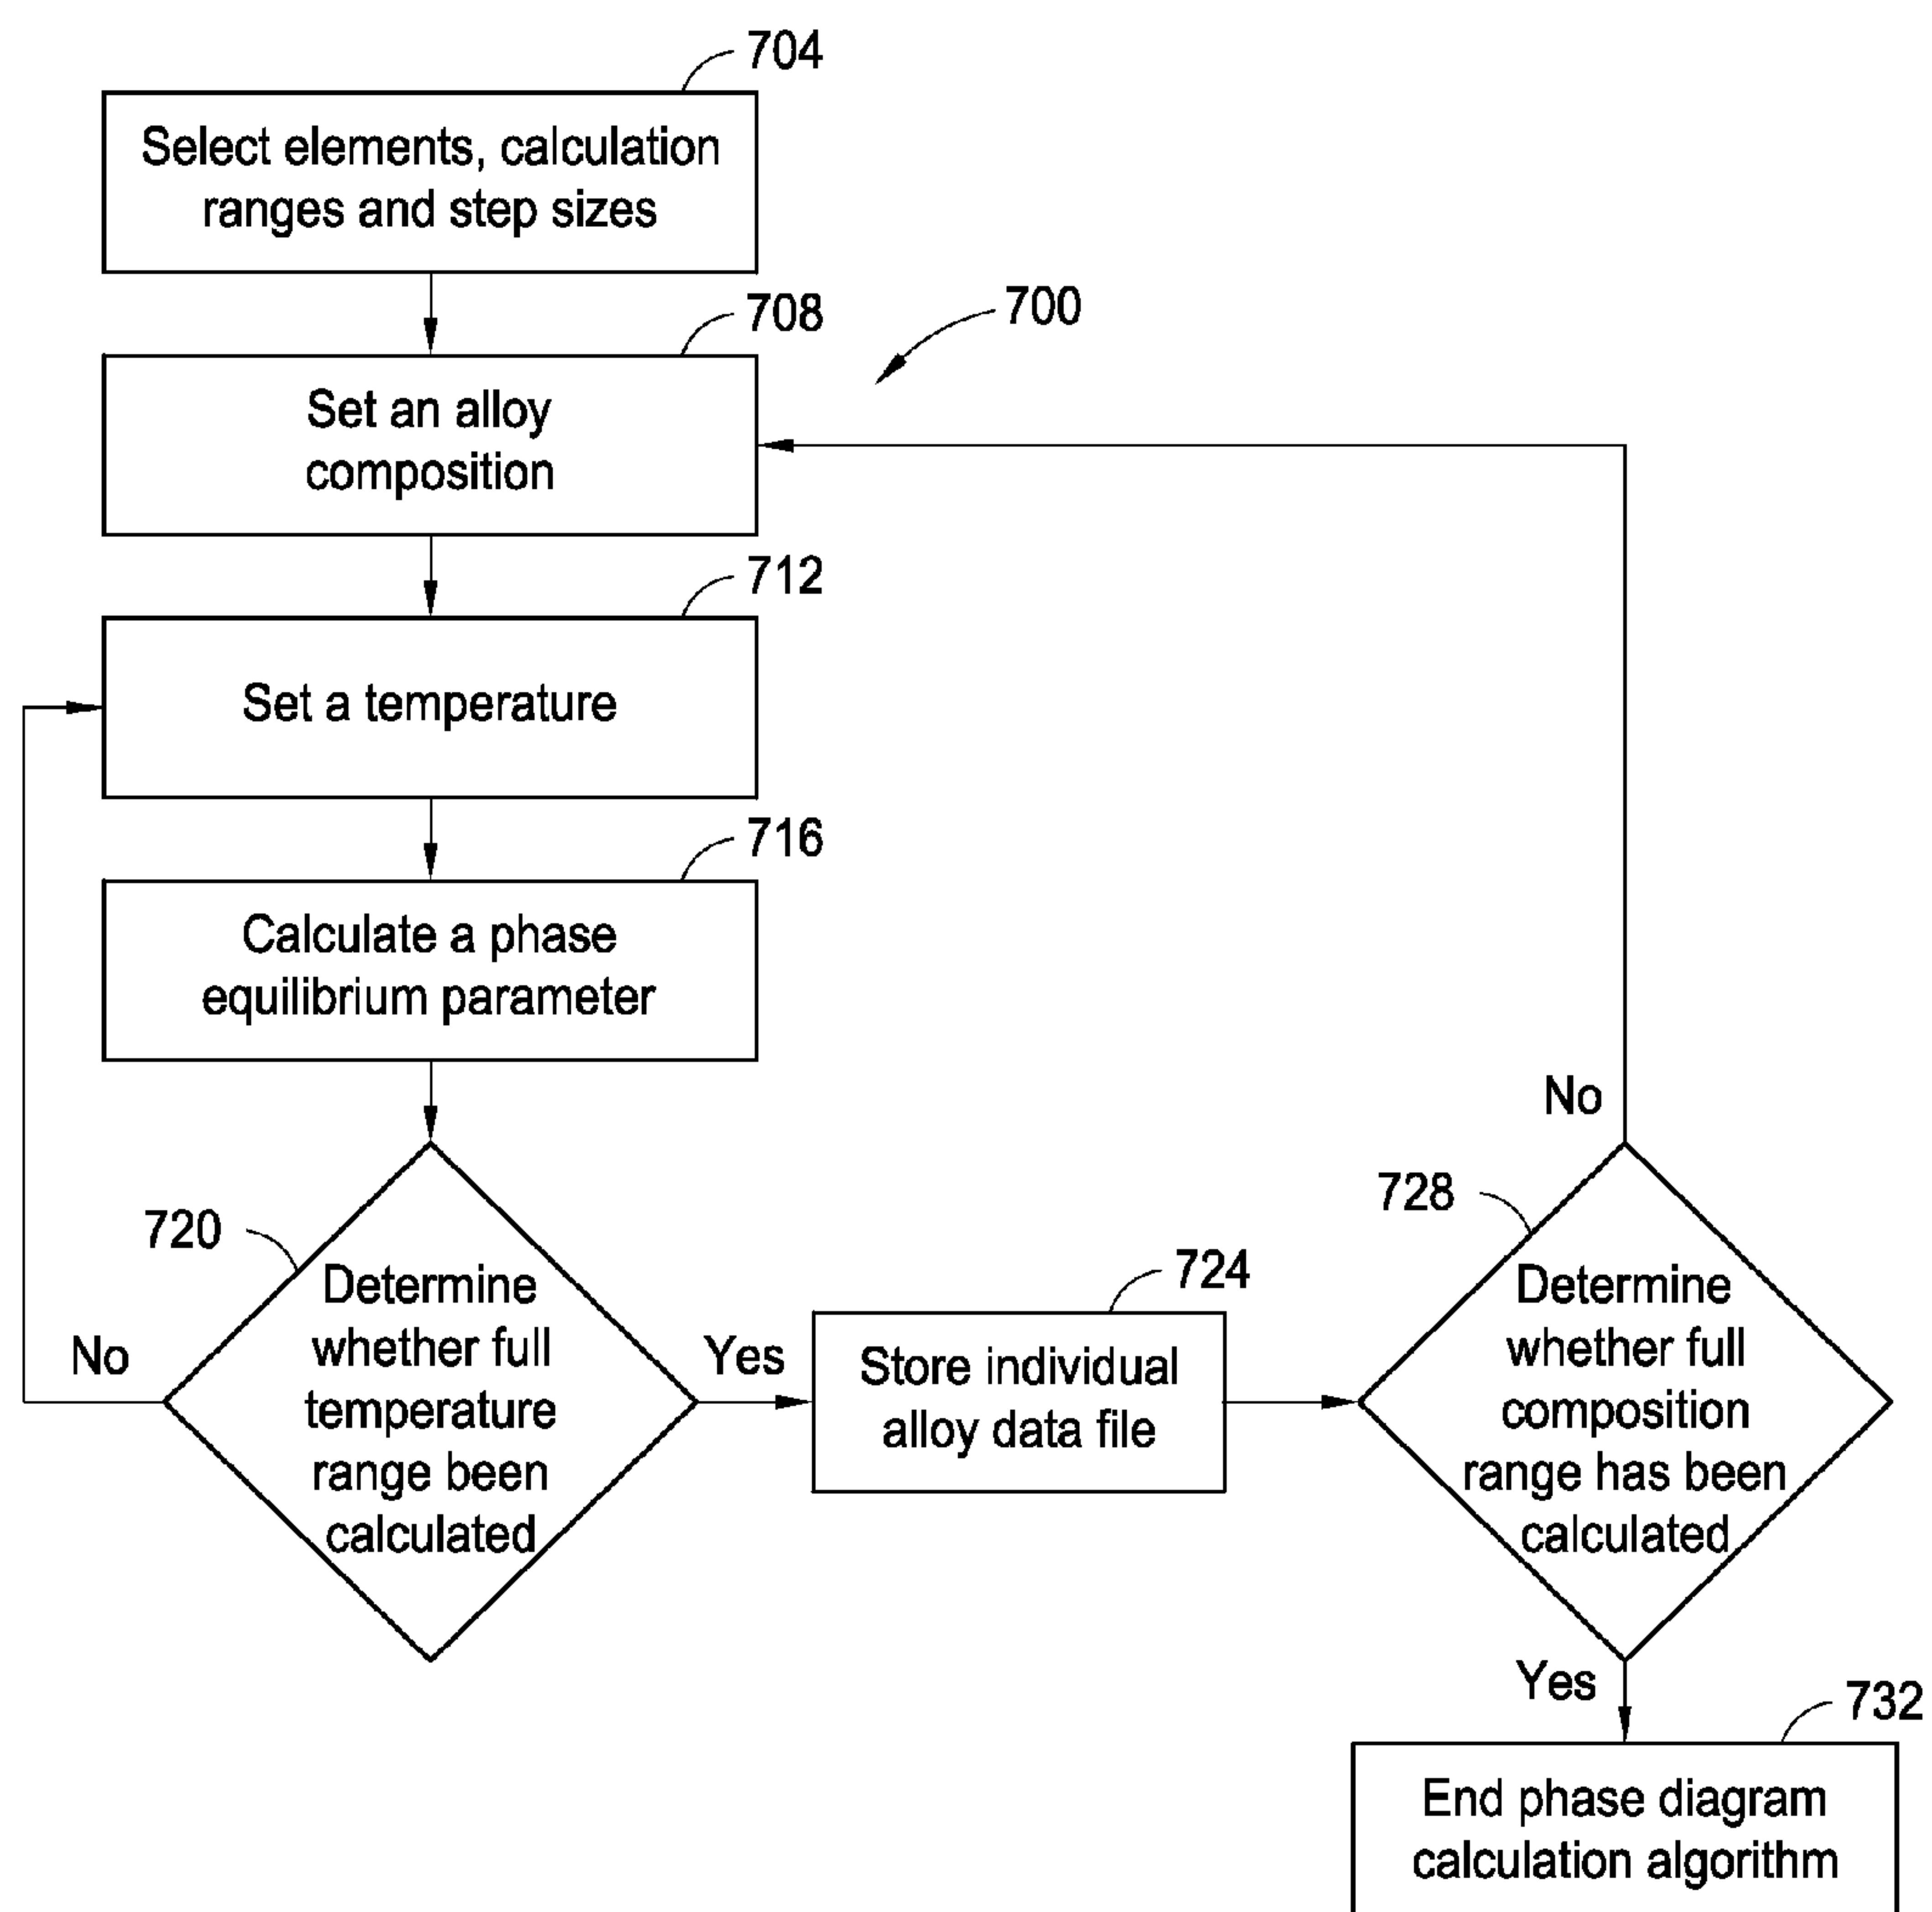 704
Select elements, calculation
ranges and step sizes
708
700
Set an alloy
composition
712
Set a temperature
716
Calculate a phase
equilibrium parameter
720
Determine
whether full
temperature
range been
calculated
No
Yes
724
Store individual
alloy data file
728
No
Determine
whether full
composition
range has been
calculated
Yes
732
End phase diagram
calculation algorithm